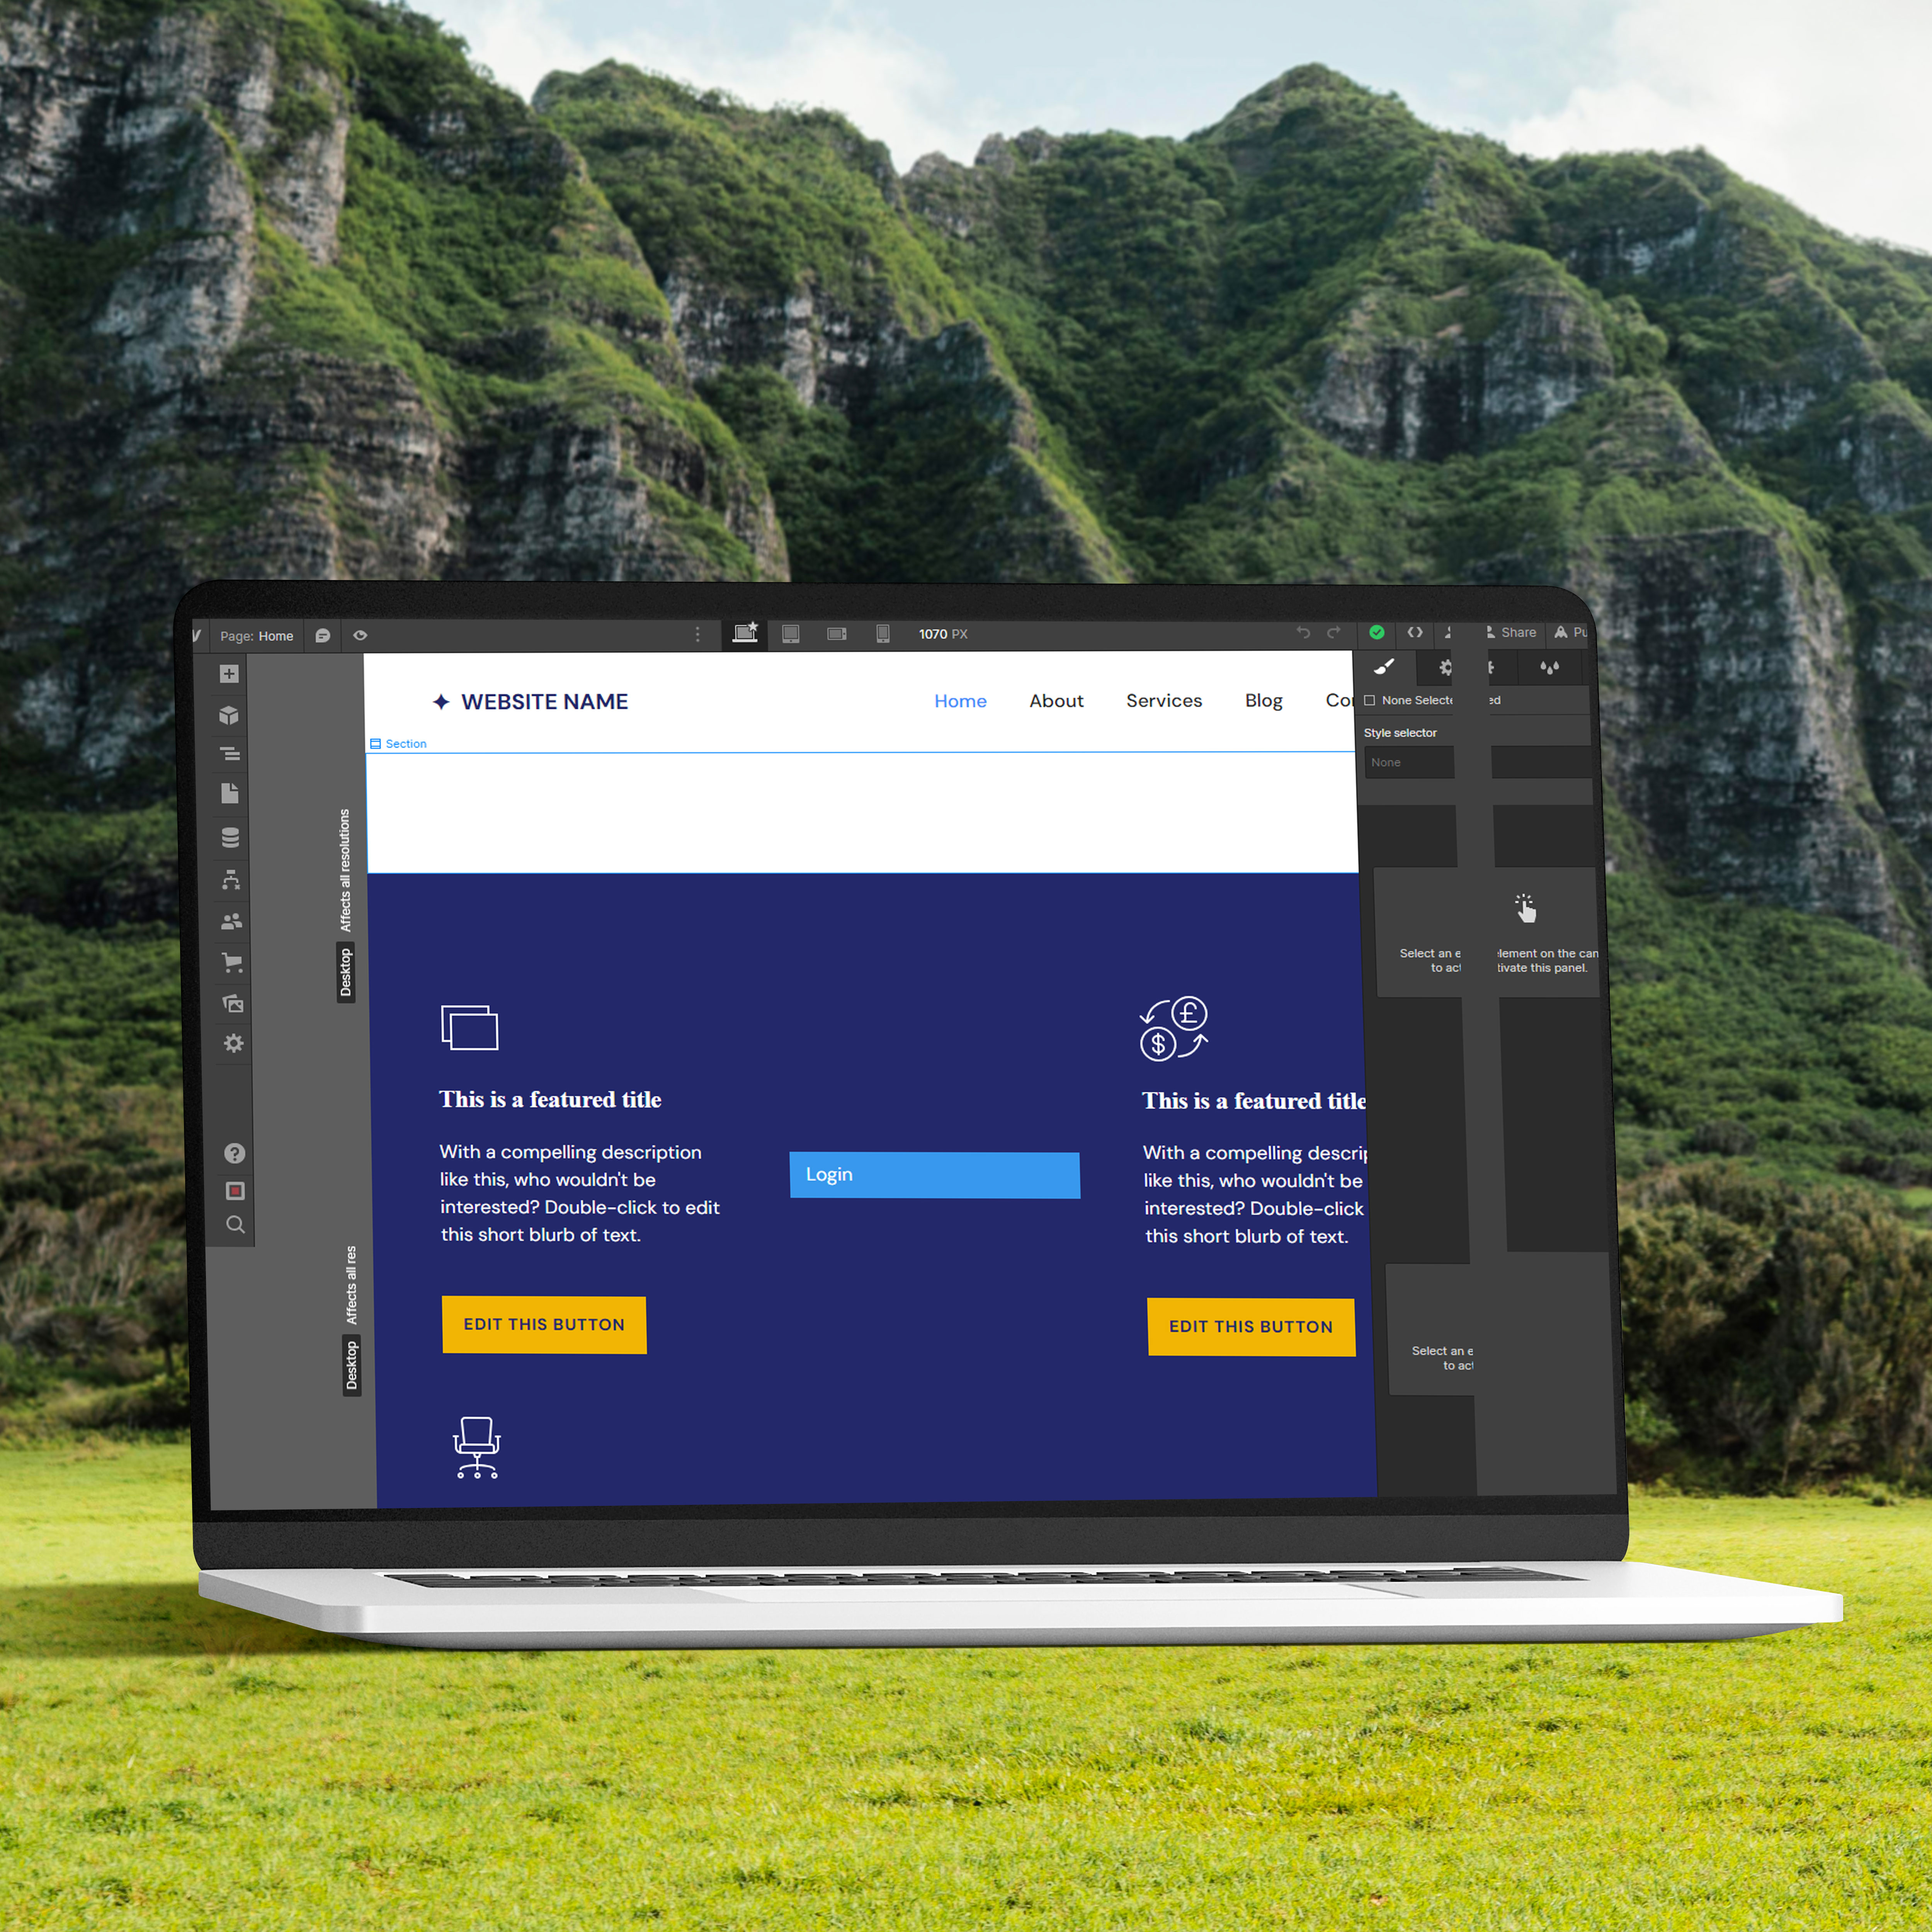 Page: Home
1070 PX
Share
Pu
WEBSITE NAME
Home About Services Blog Cor
None Selecte
ed
Style selector
None
Section
Affects all resolutions
Desktop
Select an e
lement on the can
to act
tivate this panel.
This is a featured title
With a compelling description
like this, who wouldn't be
interested? Double-click to edit
this short blurb of text.
EDIT THIS BUTTON
Login
This is a featured title
With a compelling descrip
like this, who wouldn't be
interested? Double-click
this short blurb of text.
EDIT THIS BUTTON
Affects all res
Desktop
Select an e
to act